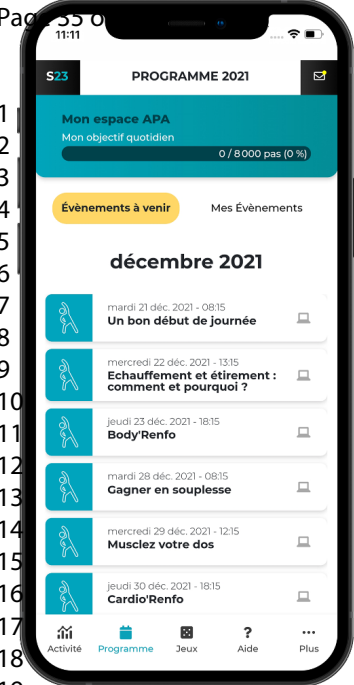 Page 35 o
11:11
S23
PROGRAMME 2021
Mon espace APA
Mon objectif quotidien
0 / 8 000 pas (0 %)
Évènements à venir
Mes Évènements
décembre 2021
mardi 21 déc. 2021 - 08:15
Un bon début de journée
mercredi 22 déc. 2021 - 13:15
Echauffement et étirement :
comment et pourquoi ?
jeudi 23 déc. 2021 - 18:15
Body'Renfo
mardi 28 déc. 2021 - 08:15
Gagner en souplesse
mercredi 29 déc. 2021 - 12:15
Musclez votre dos
jeudi 30 déc. 2021 - 18:15
Cardio'Renfo
Activité
Programme
Jeux
? Aide
Plus
1
2
3
4
5
6
7
8
9
10
11
12
13
14
15
16
17
18